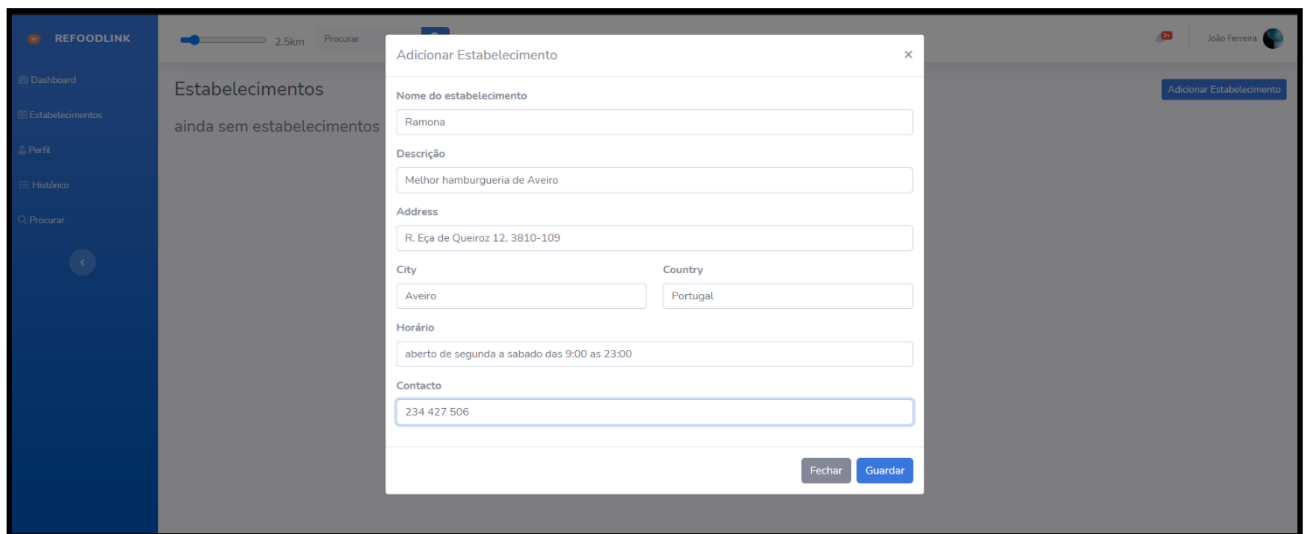 REFOODLINK
2.5km
Procurar
João Ferreira
Dashboard
Estabelecimentos
Perfil
Histórico
Procurar
Estabelecimentos
Adicionar Estabelecimento
ainda sem estabelecimentos
Adicionar Estabelecimento
×
Nome do estabelecimento
Ramona
Descrição
Melhor hamburgueria de Aveiro
Address
R. Eça de Queiroz 12, 3810-109
City
Country
Aveiro
Portugal
Horário
aberto de segunda a sabado das 9:00 as 23:00
Contacto
234 427 506
Fechar
Guardar